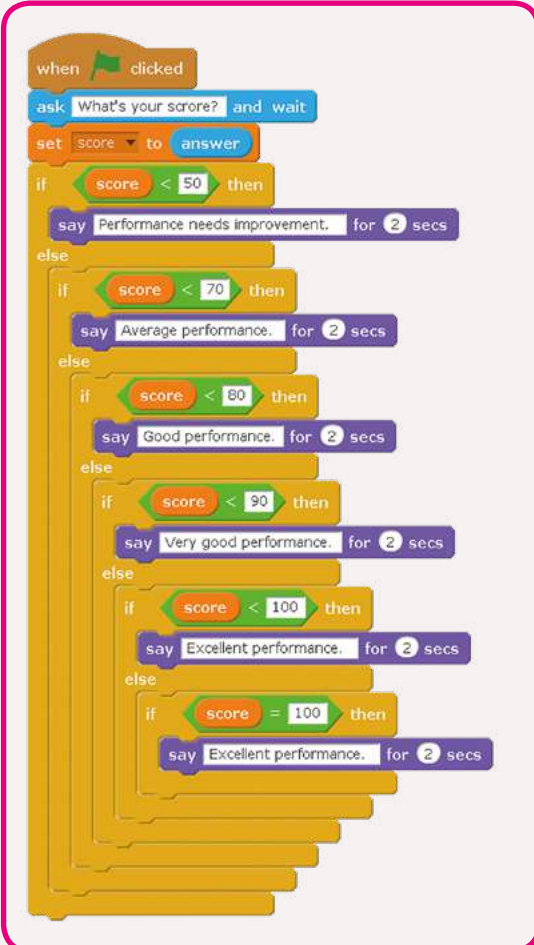 when clicked
ask What's your scrore? and wait
set score to answer
if score < 50 then
say Performance needs improvement. for 2 secs
else
if score < 70 then
say Average performance. for 2 secs
else
if score < 80 then
say Good performance. for 2 secs
else
if score < 90 then
say Very good performance. for 2 secs
else
if score < 100 then
say Excellent performance. for 2 secs
else
if score = 100 then
say Excellent performance. for 2 secs